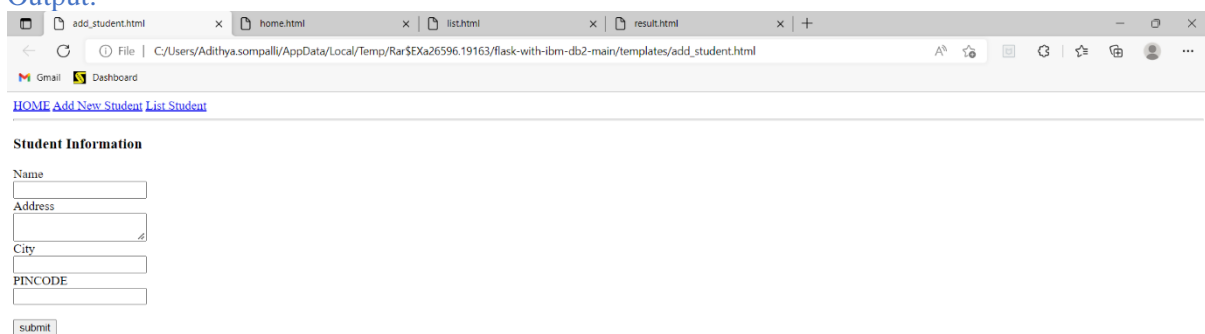 Output:
add_student.html home.html list.html result.html
File C:/Users/Adithya.sompalli/AppData/Local/Temp/Rar$EXa26596.19163/flask-with-ibm-db2-main/templates/add_student.html
Gmail Dashboard
HOME Add New Student List Student
Student Information
Name
Address
City
PINCODE
submit